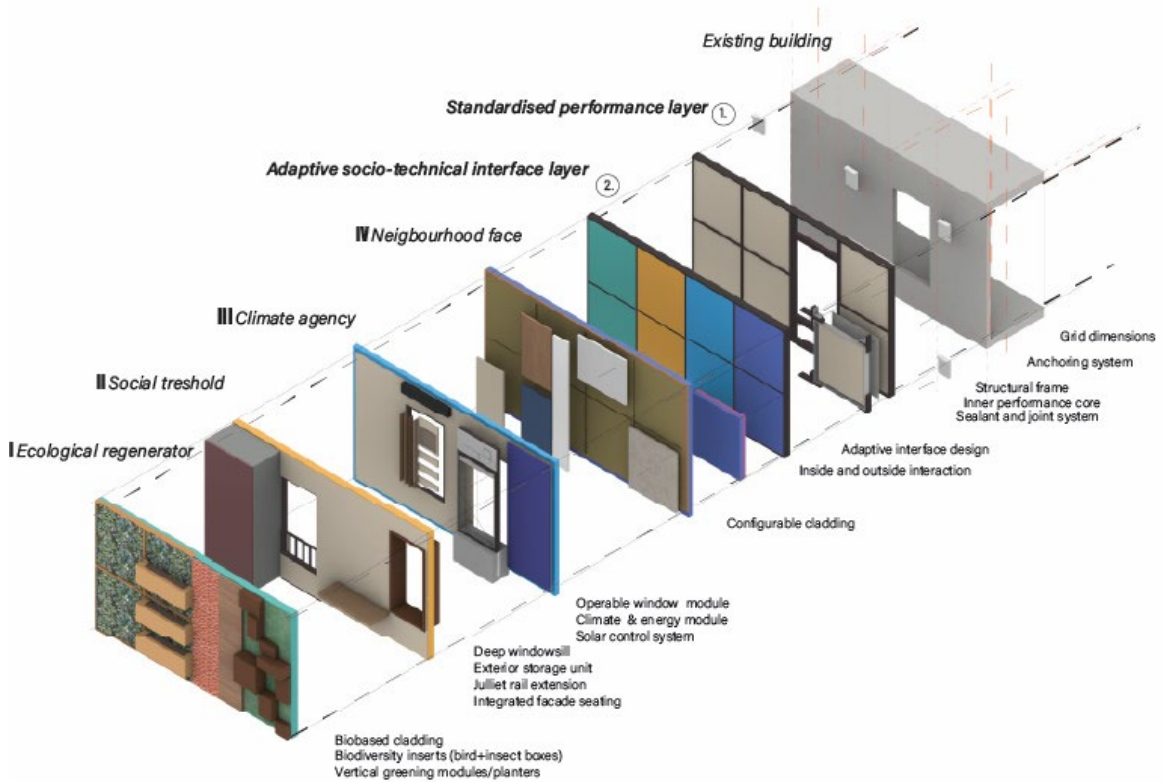 Existing building
Standardised performance layer 1.
Adaptive socio-technical interface layer 2.
IV Neigbourhood face
III Climate agency
II Social treshold
I Ecological regenerator
Grid dimensions
Anchoring system
Structural frame
Inner performance core
Sealant and joint system
Adaptive interface design
Inside and outside interaction
Configurable cladding
Operable window module
Climate & energy module
Solar control system
Deep windowsill
Exterior storage unit
Julliet rail extension
Integrated facade seating
Biobased cladding
Biodiversity inserts (bird+insect boxes)
Vertical greening modules/planters